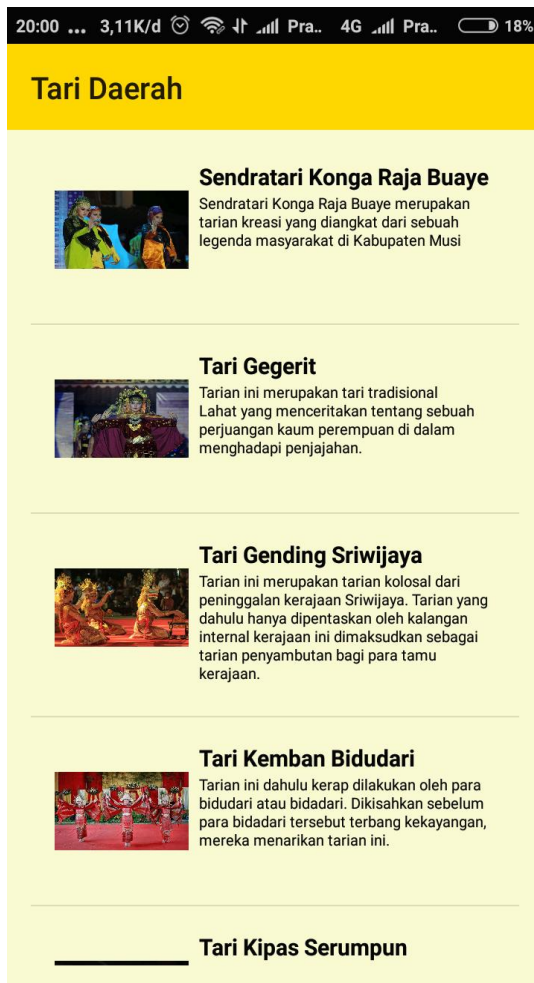 20:00 ... 3,11K/d Pra.. 4G Pra.. 18%
Tari Daerah
Sendratari Konga Raja Buaye
Sendratari Konga Raja Buaye merupakan
tarian kreasi yang diangkat dari sebuah
legenda masyarakat di Kabupaten Musi
Tari Gegerit
Tarian ini merupakan tari tradisional
Lahat yang menceritakan tentang sebuah
perjuangan kaum perempuan di dalam
menghadapi penjajahan.
Tari Gending Sriwijaya
Tarian ini merupakan tarian kolosal dari
peninggalan kerajaan Sriwijaya. Tarian yang
dahulu hanya dipentaskan oleh kalangan
internal kerajaan ini dimaksudkan sebagai
tarian penyambutan bagi para tamu
kerajaan.
Tari Kemban Bidudari
Tarian ini dahulu kerap dilakukan oleh para
bidudari atau bidadari. Dikisahkan sebelum
para bidadari tersebut terbang kekayangan,
mereka menarikan tarian ini.
Tari Kipas Serumpun